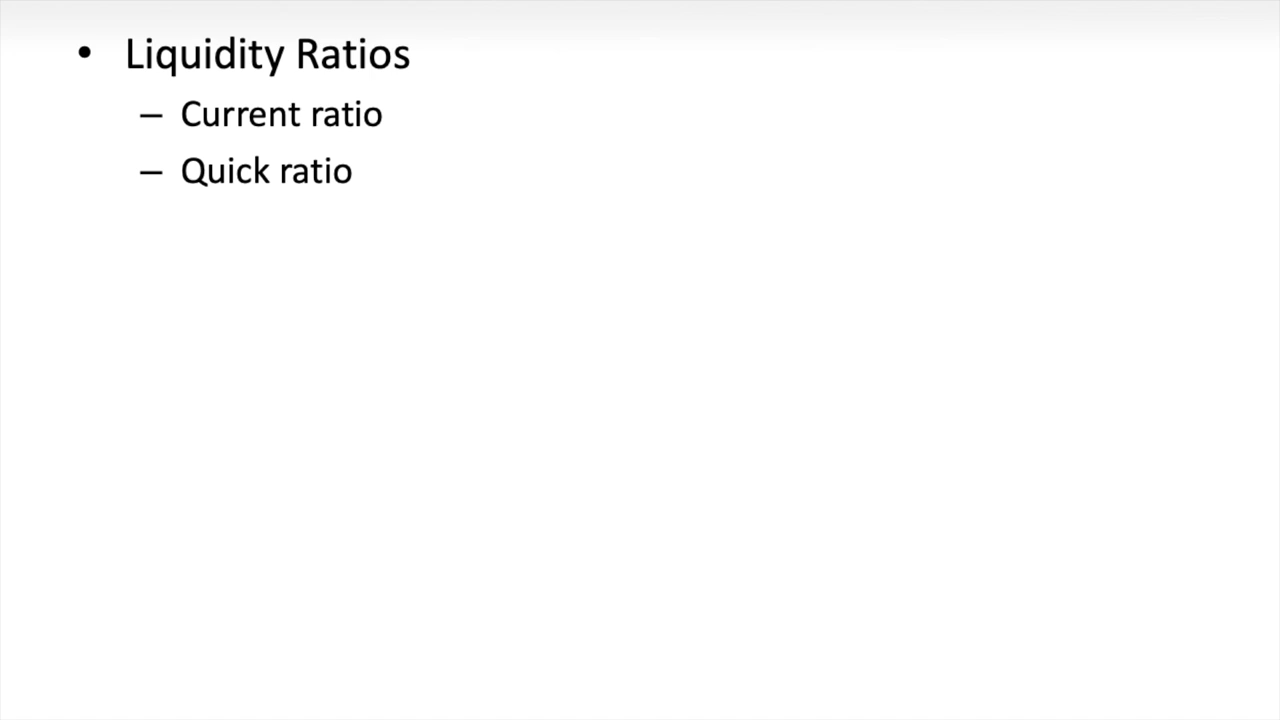 • Liquidity Ratios
– Current ratio
– Quick ratio